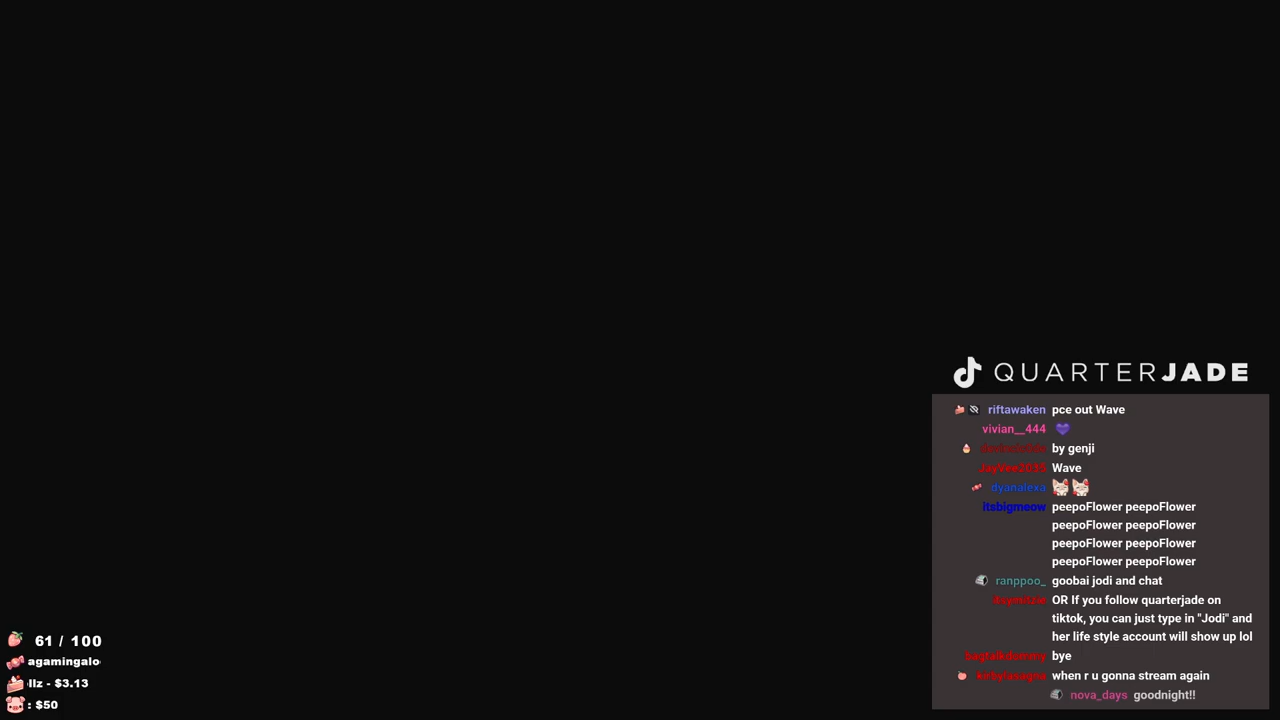 QUARTERJADE
riftawaken pce out Wave
vivian__444
by genji
JayVee2035 Wave
dyanalexa
itsbigmeow peepoFlower peepoFlower
peepoFlower peepoFlower
peepoFlower peepoFlower
peepoFlower peepoFlower
ranppoo_ goobai jodi and chat
OR If you follow quarterjade on
tiktok, you can just type in "Jodi" and
her life style account will show up lol
bye
kirbylasagna when r u gonna stream again
nova_days goodnight!!
61 / 100
agamingalo
llz - $3.13
: $50